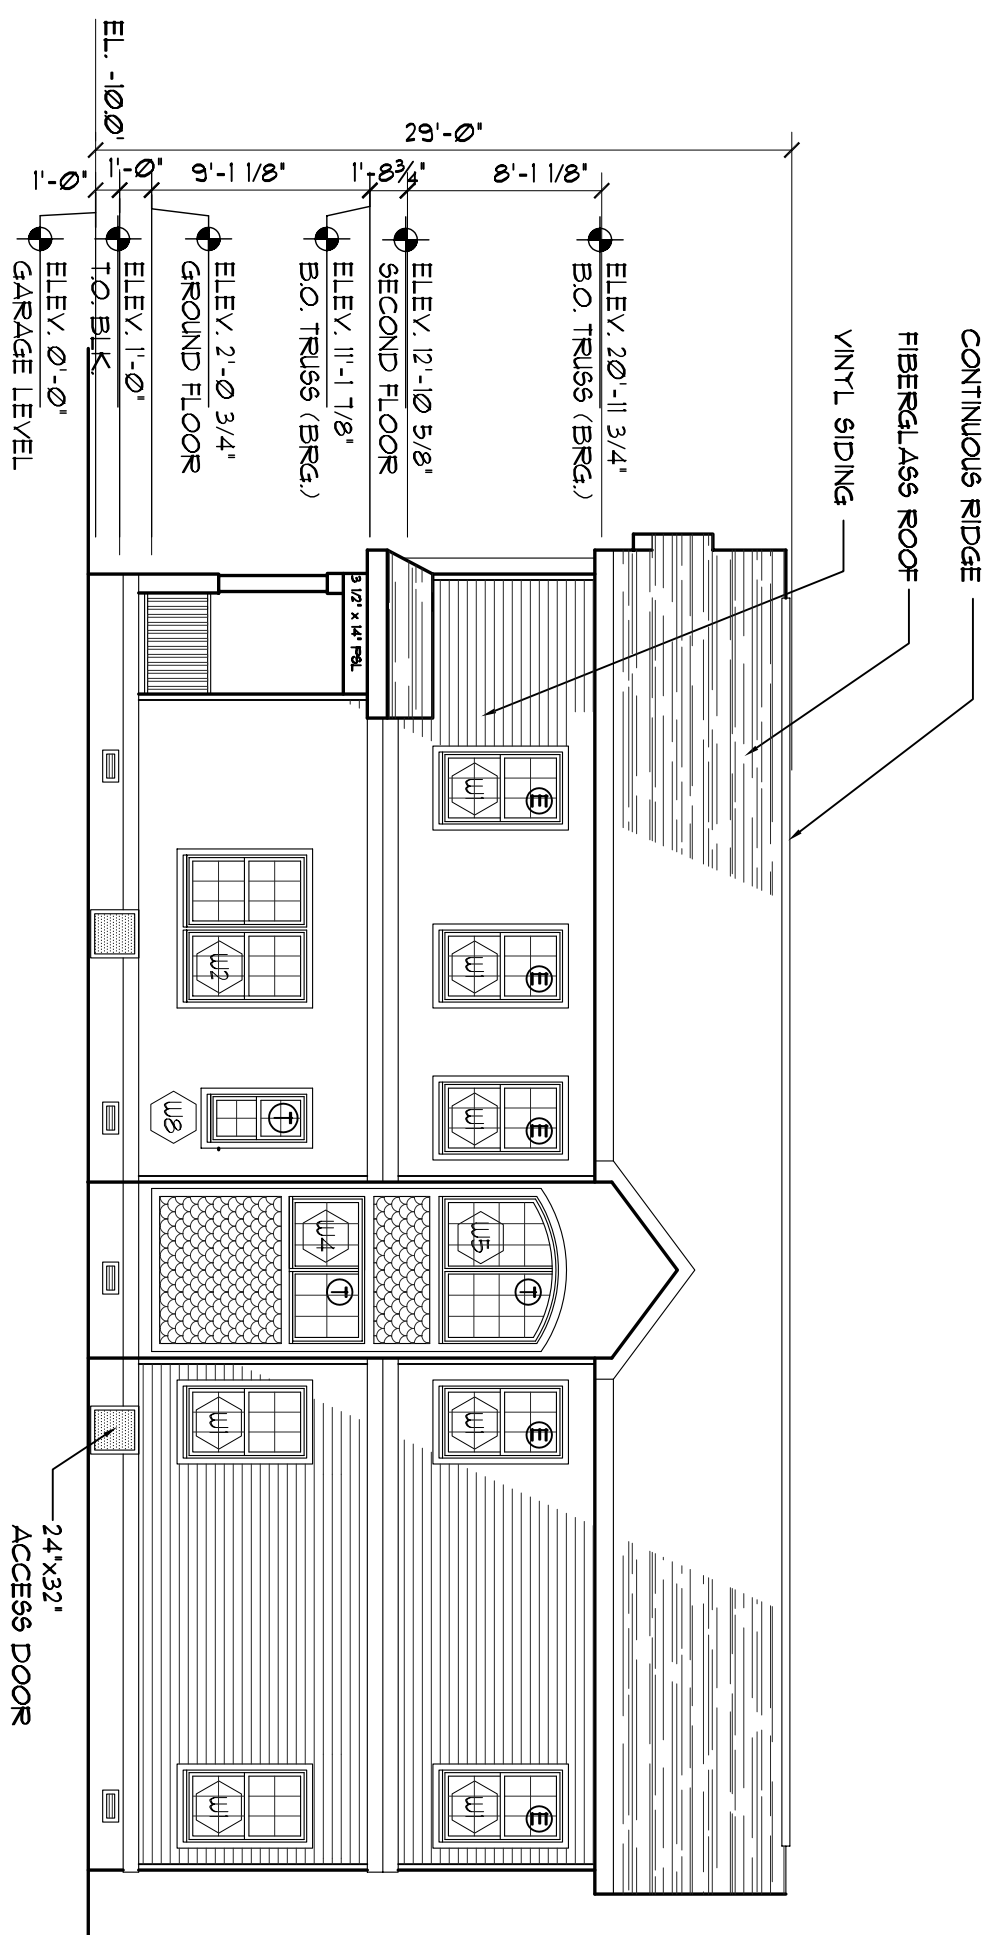 CONTINUOUS RIDGE
FIBERGLASS ROOF
VINYL SIDING
29'-0"
8'-1 1/8"
1'-8 3/4"
9'-1 1/8"
1'-0"
1'-0"
EL. -10.0'
ELEV. 20'-11 3/4"
B.O. TRUSS (BRG.)
ELEV. 12'-10 5/8"
SECOND FLOOR
ELEV. 11'-1 7/8"
B.O. TRUSS (BRG.)
ELEV. 2'-0 3/4"
GROUND FLOOR
ELEV. 1'-0"
T.O. BLK.
ELEV. 0'-0"
GARAGE LEVEL
3 1/2" x 14" PSL
E
W1
E
W1
E
W1
T
W5
E
W1
E
W1
W2
T
W8
W4
T
W1
W1
24"x32"
ACCESS DOOR